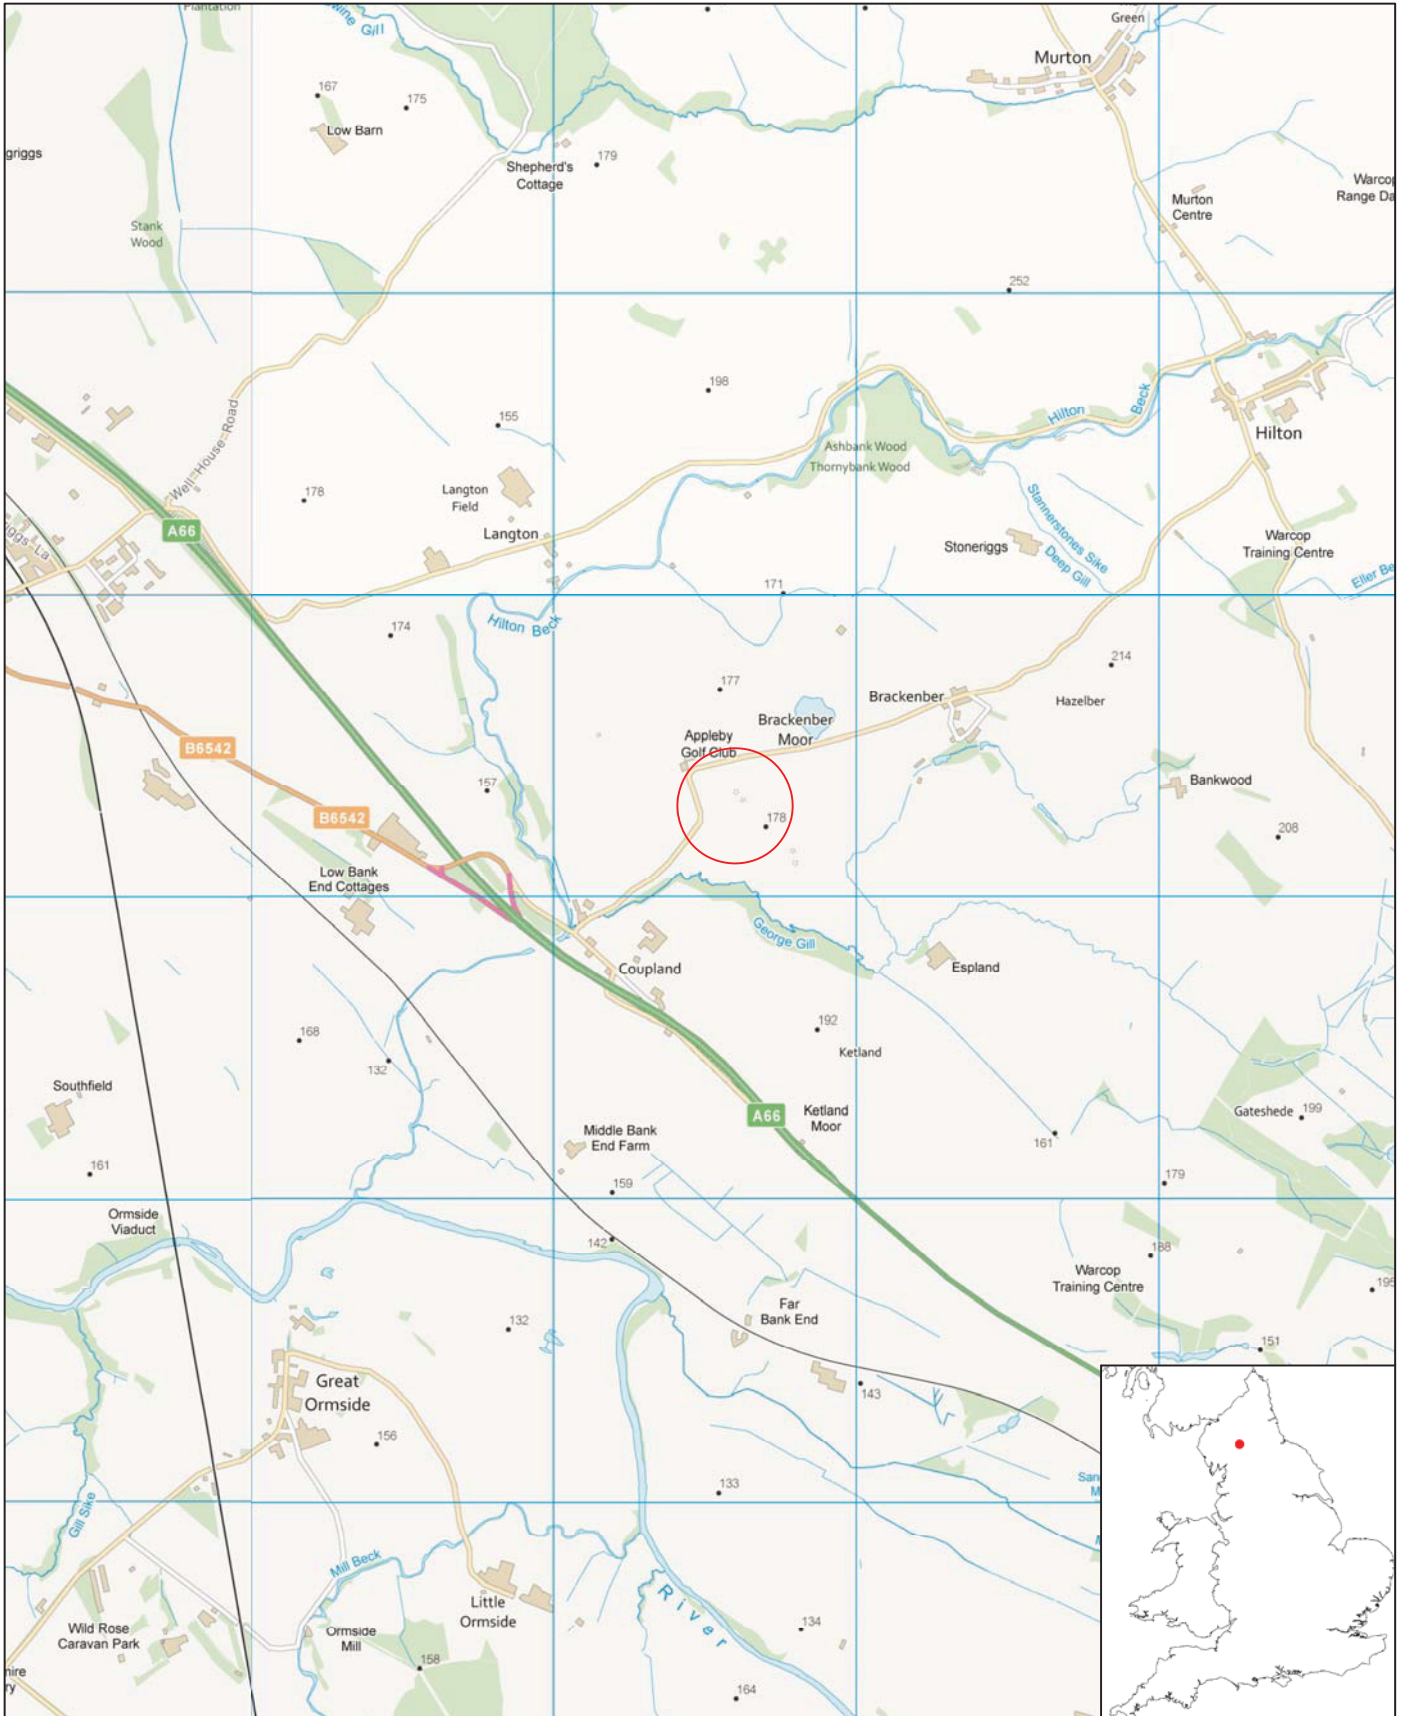 Plantation
Green
Gill
Murton
167
175
Low Barn
griggs
Shepherd's
Cottage
179
Murton
Centre
Stank
Wood
252
198
155
Well House Road
Hilton
Beck
Hilton
Ashbank Wood
Thornybank Wood
178
Langton
Field
Langton
A66
Stannerstones Sike
Deep Gill
Stoneriggs
Warcop
Training Centre
171
Hilton Beck
174
177
214
Brackenber
Hazelber
Brackenber
Moor
Appleby
Golf Club
B6542
157
Bankwood
178
208
B6542
Low Bank
End Cottages
George Gill
Coupland
Espland
192
Ketland
168
132
Southfield
A66
Ketland
Moor
Gateshede
199
Middle Bank
End Farm
161
161
179
159
Ormside
Viaduct
142
188
Warcop
Training Centre
195
Far
Bank End
132
151
Great
Ormside
143
156
133
Gill Sike
Mill Beck
River
Little
Ormside
Wild Rose
Caravan Park
Ormside
Mill
134
158
164